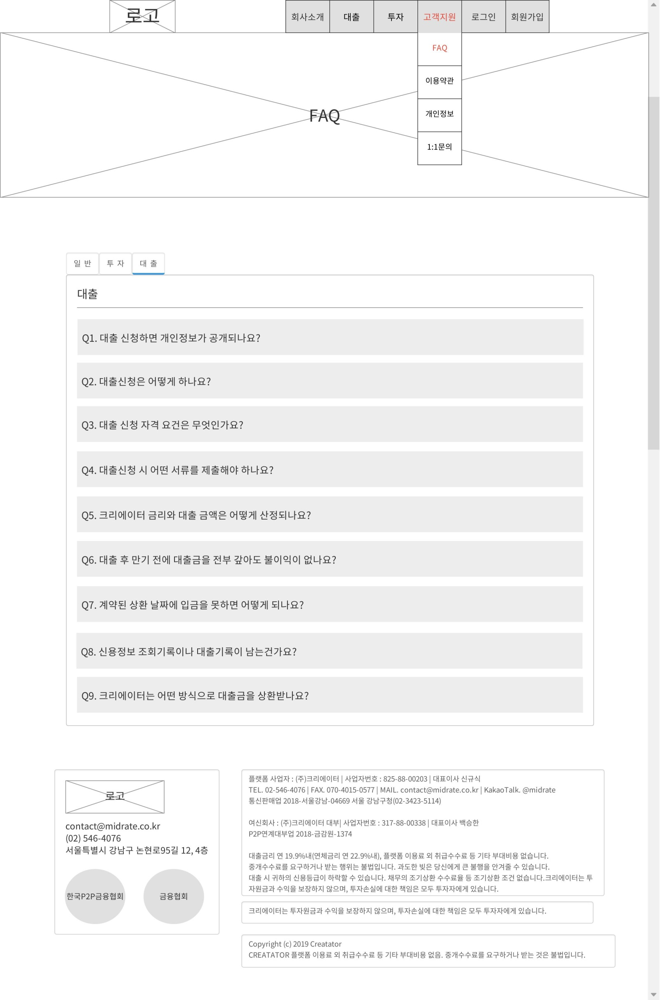 로고
회사소개 대출 투자 고객지원 로그인 회원가입
FAQ
이용약관
개인정보
1:1문의
FAQ
일 반 투 자 대 출
대출
Q1. 대출 신청하면 개인정보가 공개되나요?
Q2. 대출신청은 어떻게 하나요?
Q3. 대출 신청 자격 요건은 무엇인가요?
Q4. 대출신청 시 어떤 서류를 제출해야 하나요?
Q5. 크리에이터 금리와 대출 금액은 어떻게 산정되나요?
Q6. 대출 후 만기 전에 대출금을 전부 갚아도 불이익이 없나요?
Q7. 계약된 상환 날짜에 입금을 못하면 어떻게 되나요?
Q8. 신용정보 조회기록이나 대출기록이 남는건가요?
Q9. 크리에이터는 어떤 방식으로 대출금을 상환받나요?
로고
contact@midrate.co.kr
(02) 546-4076
서울특별시 강남구 논현로95길 12, 4층
한국P2P금융협회 금융협회
플랫폼 사업자 : (주)크리에이터 | 사업자번호 : 825-88-00203 | 대표이사 신규식
TEL. 02-546-4076 | FAX. 070-4015-0577 | MAIL. contact@midrate.co.kr | KakaoTalk. @midrate
통신판매업 2018-서울강남-04669 서울 강남구청(02-3423-5114)
여신회사 : (주)크리에이터 대부| 사업자번호 : 317-88-00338 | 대표이사 백승한
P2P연계대부업 2018-금감원-1374
대출금리 연 19.9%내(연체금리 연 22.9%내), 플랫폼 이용료 외 취급수수료 등 기타 부대비용 없습니다.
중개수수료를 요구하거나 받는 행위는 불법입니다. 과도한 빚은 당신에게 큰 불행을 안겨줄 수 있습니다.
대출 시 귀하의 신용등급이 하락할 수 있습니다. 채무의 조기상환 수수료율 등 조기상환 조건 없습니다.크리에이터는 투
자원금과 수익을 보장하지 않으며, 투자손실에 대한 책임은 모두 투자자에게 있습니다.
크리에이터는 투자원금과 수익을 보장하지 않으며, 투자손실에 대한 책임은 모두 투자자에게 있습니다.
Copyright (c) 2019 Creatator
CREATATOR 플랫폼 이용료 외 취급수수료 등 기타 부대비용 없음. 중개수수료를 요구하거나 받는 것은 불법입니다.